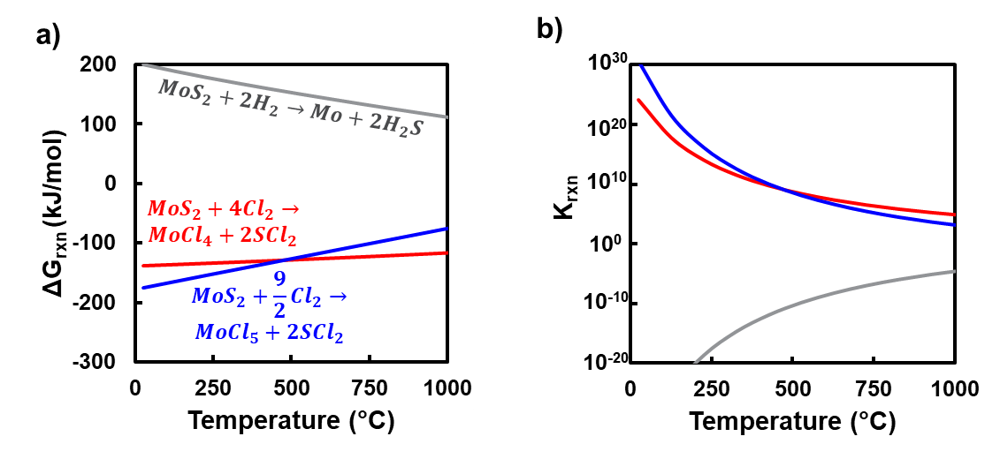 a)
200
100
0
-100
-200
-300
ΔGrxn (kJ/mol)
MoS2 + 2H2 → Mo + 2H2S
MoS2 + 4Cl2 →
MoCl4 + 2SCl2
MoS2 + 9/2 Cl2 →
MoCl5 + 2SCl2
0 250 500 750 1000
Temperature (°C)
b)
10^30
10^20
10^10
10^0
10^-10
10^-20
Krxn
0 250 500 750 1000
Temperature (°C)